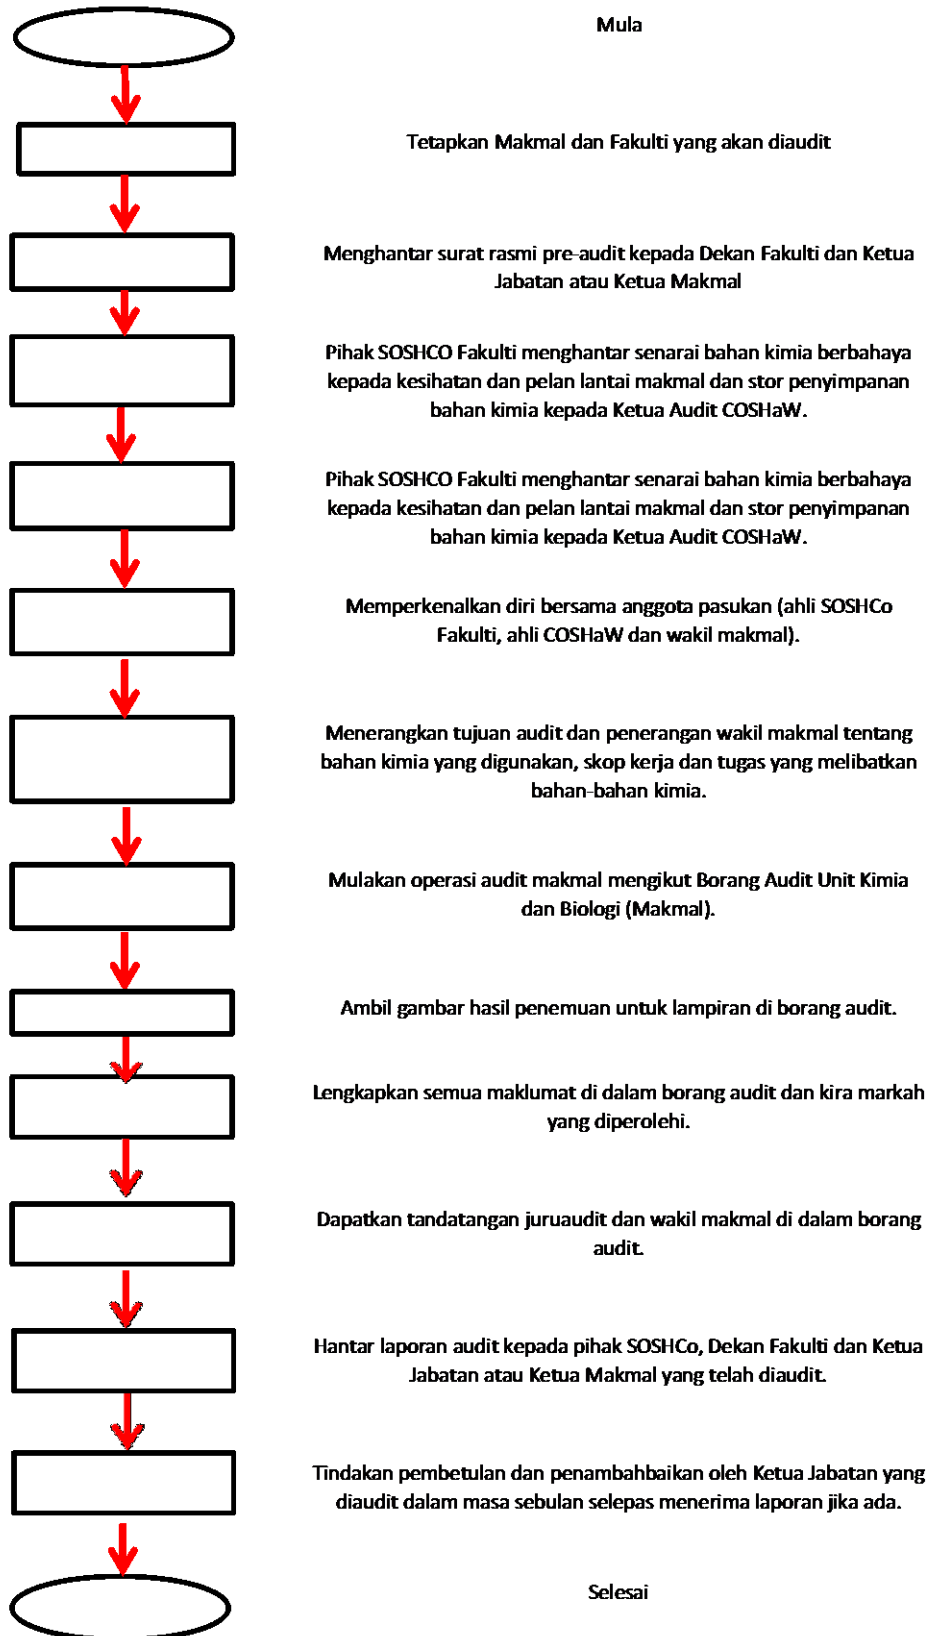 Mula
Tetapkan Makmal dan Fakulti yang akan diaudit
Menghantar surat rasmi pre-audit kepada Dekan Fakulti dan Ketua
Jabatan atau Ketua Makmal
Pihak SOSHCO Fakulti menghantar senarai bahan kimia berbahaya
kepada kesihatan dan pelan lantai makmal dan stor penyimpanan
bahan kimia kepada Ketua Audit COSHaW.
Pihak SOSHCO Fakulti menghantar senarai bahan kimia berbahaya
kepada kesihatan dan pelan lantai makmal dan stor penyimpanan
bahan kimia kepada Ketua Audit COSHaW.
Memperkenalkan diri bersama anggota pasukan (ahli SOSHCo
Fakulti, ahli COSHaW dan wakil makmal).
Menerangkan tujuan audit dan penerangan wakil makmal tentang
bahan kimia yang digunakan, skop kerja dan tugas yang melibatkan
bahan-bahan kimia.
Mulakan operasi audit makmal mengikut Borang Audit Unit Kimia
dan Biologi (Makmal).
Ambil gambar hasil penemuan untuk lampiran di borang audit.
Lengkapkan semua maklumat di dalam borang audit dan kira markah
yang diperolehi.
Dapatkan tandatangan juruaudit dan wakil makmal di dalam borang
audit.
Hantar laporan audit kepada pihak SOSHCo, Dekan Fakulti dan Ketua
Jabatan atau Ketua Makmal yang telah diaudit.
Tindakan pembetulan dan penambahbaikan oleh Ketua Jabatan yang
diaudit dalam masa sebulan selepas menerima laporan jika ada.
Selesai